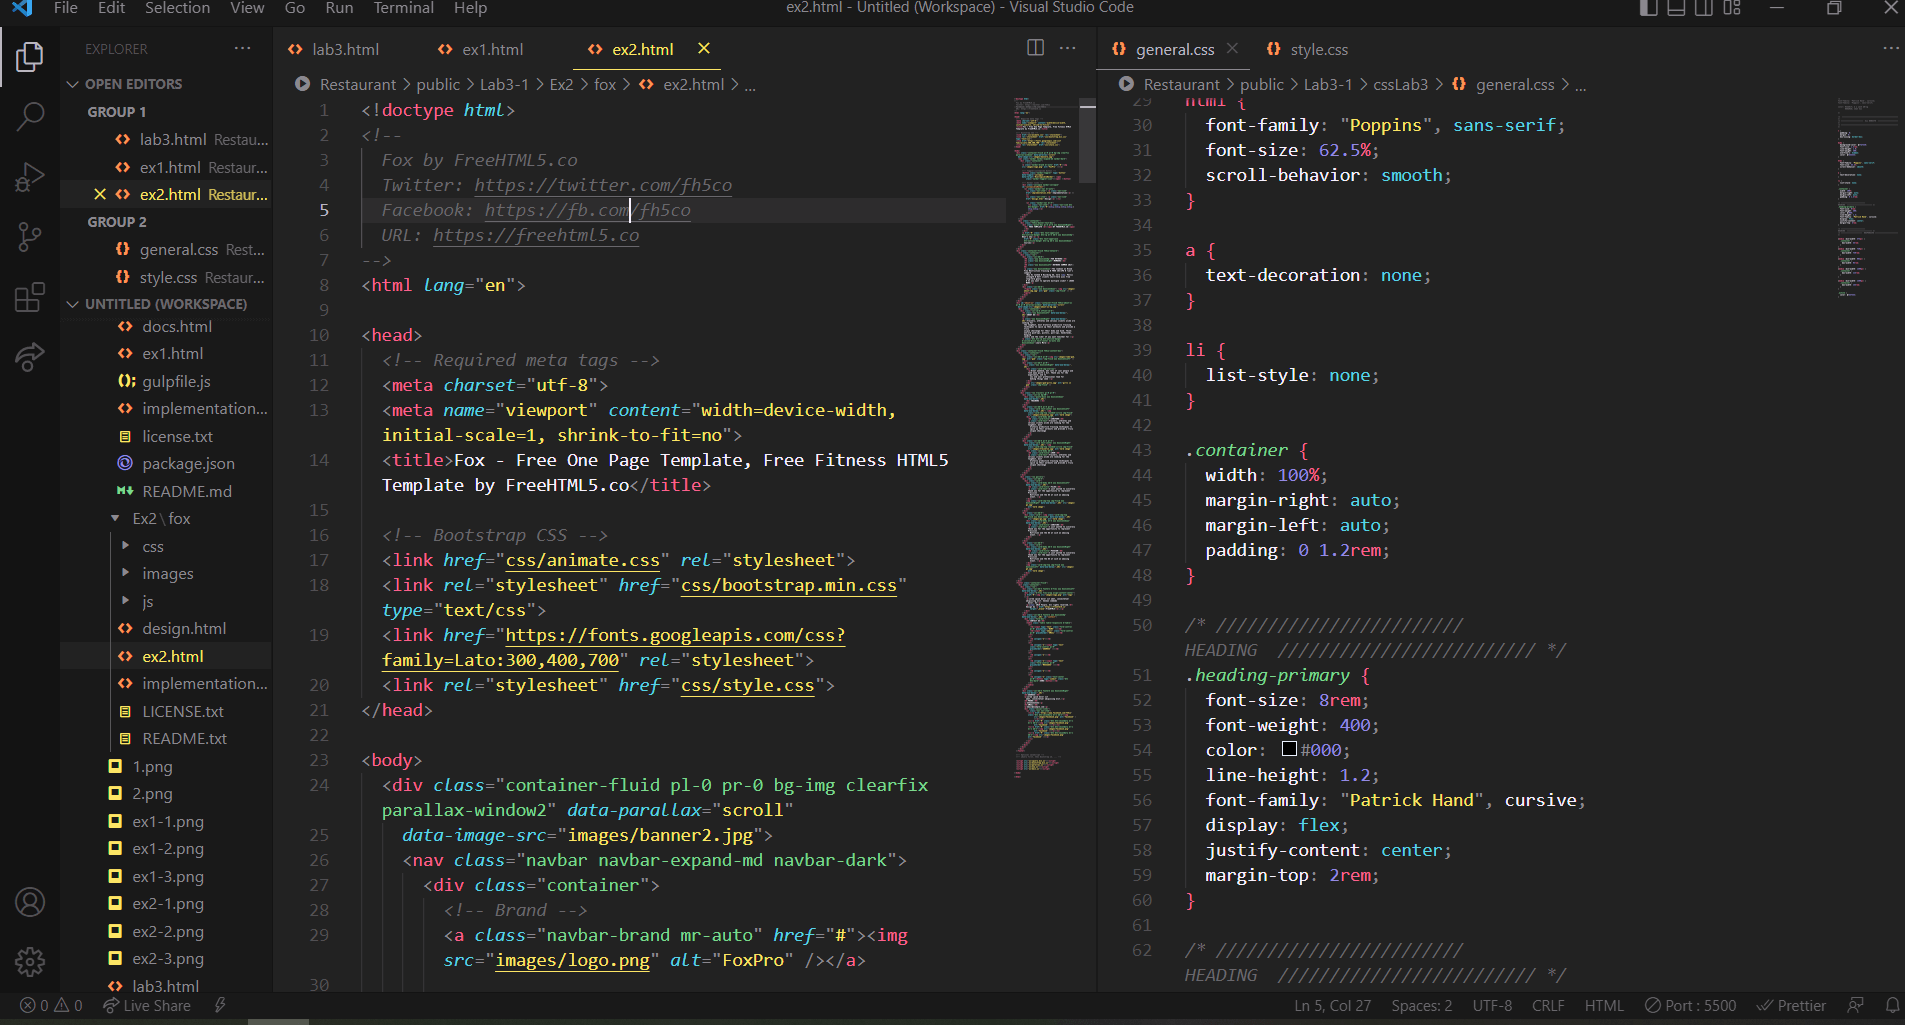 File Edit Selection View Go Run Terminal Help
ex2.html - Untitled (Workspace) - Visual Studio Code
EXPLORER
OPEN EDITORS
GROUP 1
lab3.html Restau...
ex1.html Restaur...
ex2.html Restaur...
GROUP 2
general.css Rest...
style.css Restaur...
UNTITLED (WORKSPACE)
docs.html
ex1.html
gulpfile.js
implementation...
license.txt
package.json
README.md
Ex2\fox
css
images
js
design.html
ex2.html
implementation...
LICENSE.txt
README.txt
1.png
2.png
ex1-1.png
ex1-2.png
ex1-3.png
ex2-1.png
ex2-2.png
ex2-3.png
lab3.html
lab3.html ex1.html ex2.html
Restaurant > public > Lab3-1 > Ex2 > fox > ex2.html > ...
1 <!doctype html>
2 <!--
3 Fox by FreeHTML5.co
4 Twitter: https://twitter.com/fh5co
5 Facebook: https://fb.com/fh5co
6 URL: https://freehtml5.co
7 -->
8 <html lang="en">
9
10 <head>
11 <!-- Required meta tags -->
12 <meta charset="utf-8">
13 <meta name="viewport" content="width=device-width,
initial-scale=1, shrink-to-fit=no">
14 <title>Fox - Free One Page Template, Free Fitness HTML5
Template by FreeHTML5.co</title>
15
16 <!-- Bootstrap CSS -->
17 <link href="css/animate.css" rel="stylesheet">
18 <link rel="stylesheet" href="css/bootstrap.min.css"
type="text/css">
19 <link href="https://fonts.googleapis.com/css?
family=Lato:300,400,700" rel="stylesheet">
20 <link rel="stylesheet" href="css/style.css">
21 </head>
22
23 <body>
24 <div class="container-fluid pl-0 pr-0 bg-img clearfix
parallax-window2" data-parallax="scroll"
25 data-image-src="images/banner2.jpg">
26 <nav class="navbar navbar-expand-md navbar-dark">
27 <div class="container">
28 <!-- Brand -->
29 <a class="navbar-brand mr-auto" href="#"><img
src="images/logo.png" alt="FoxPro" /></a>
30
general.css style.css
Restaurant > public > Lab3-1 > cssLab3 > general.css > ...
29 html {
30 font-family: "Poppins", sans-serif;
31 font-size: 62.5%;
32 scroll-behavior: smooth;
33 }
34
35 a {
36 text-decoration: none;
37 }
38
39 li {
40 list-style: none;
41 }
42
43 .container {
44 width: 100%;
45 margin-right: auto;
46 margin-left: auto;
47 padding: 0 1.2rem;
48 }
49
50 /* ////////////////////////
HEADING ///////////////////////// */
51 .heading-primary {
52 font-size: 8rem;
53 font-weight: 400;
54 color: #000;
55 line-height: 1.2;
56 font-family: "Patrick Hand", cursive;
57 display: flex;
58 justify-content: center;
59 margin-top: 2rem;
60 }
61
62 /* ////////////////////////
HEADING ///////////////////////// */
0 0 Live Share
Ln 5, Col 27 Spaces: 2 UTF-8 CRLF HTML Port : 5500 Prettier